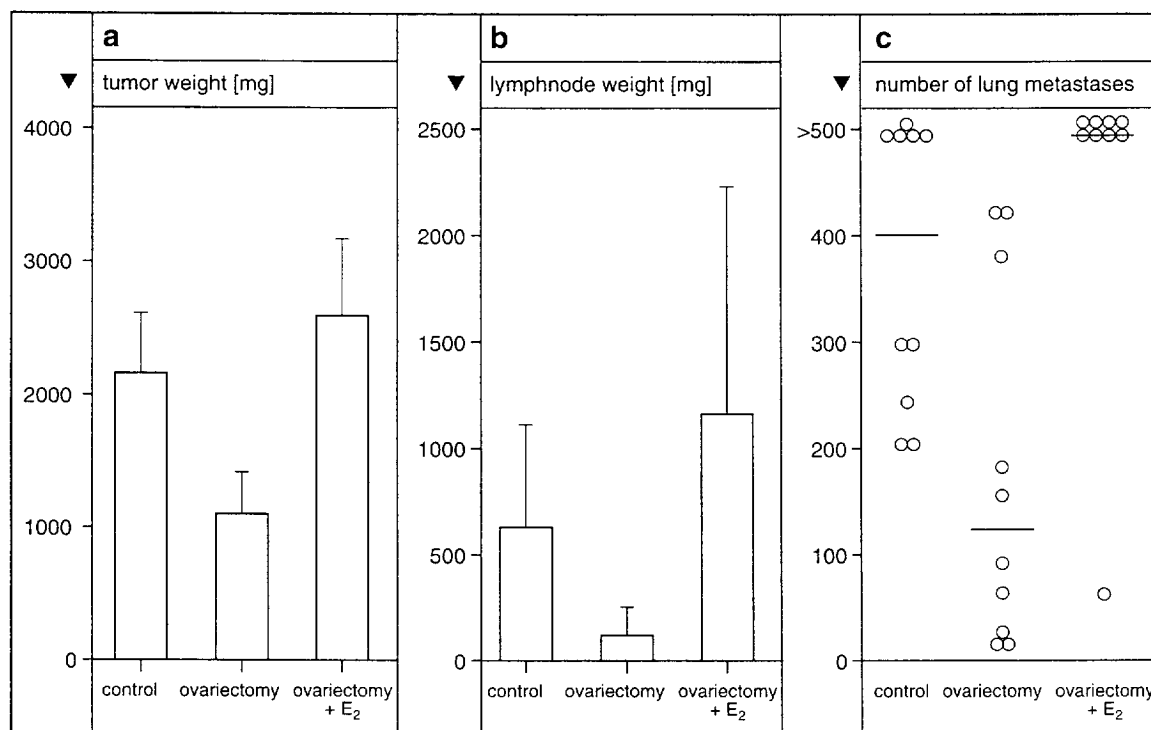 a
▼ tumor weight [mg]
4000
3000
2000
1000
0
control ovariectomy ovariectomy
+ E₂
b
▼ lymphnode weight [mg]
2500
2000
1500
1000
500
0
control ovariectomy ovariectomy
+ E₂
c
▼ number of lung metastases
>500
400
300
200
100
0
control ovariectomy ovariectomy
+ E₂